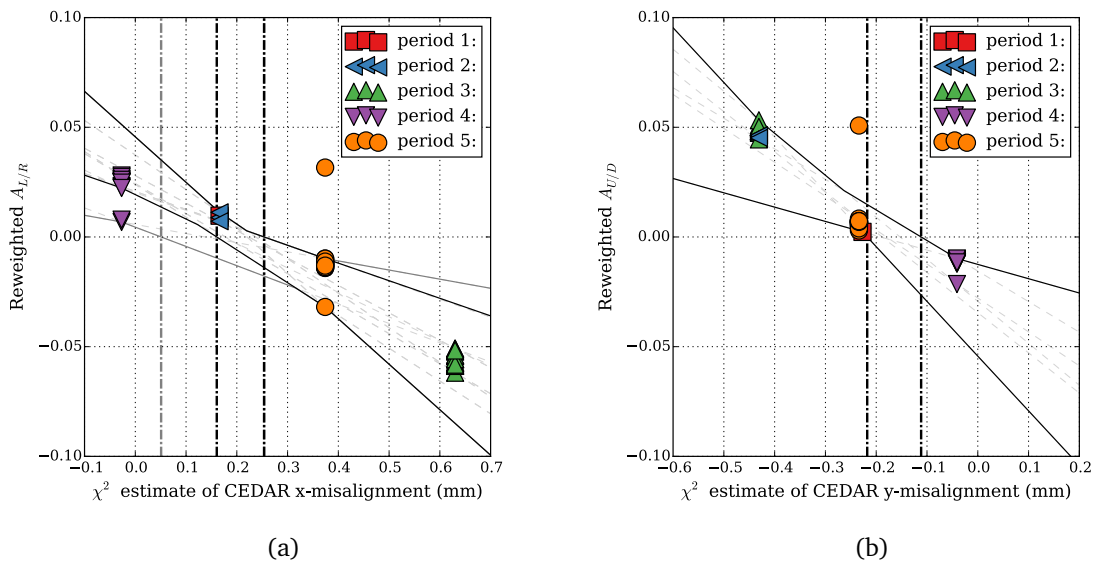 period 1:
period 2:
period 3:
period 4:
period 5:
0.10
0.05
0.00
−0.05
−0.10
Reweighted A_{L/R}
−0.1 0.0 0.1 0.2 0.3 0.4 0.5 0.6 0.7
χ² estimate of CEDAR x-misalignment (mm)
(a)
period 1:
period 2:
period 3:
period 4:
period 5:
0.10
0.05
0.00
−0.05
−0.10
Reweighted A_{U/D}
−0.6 −0.5 −0.4 −0.3 −0.2 −0.1 0.0 0.1 0.2
χ² estimate of CEDAR y-misalignment (mm)
(b)